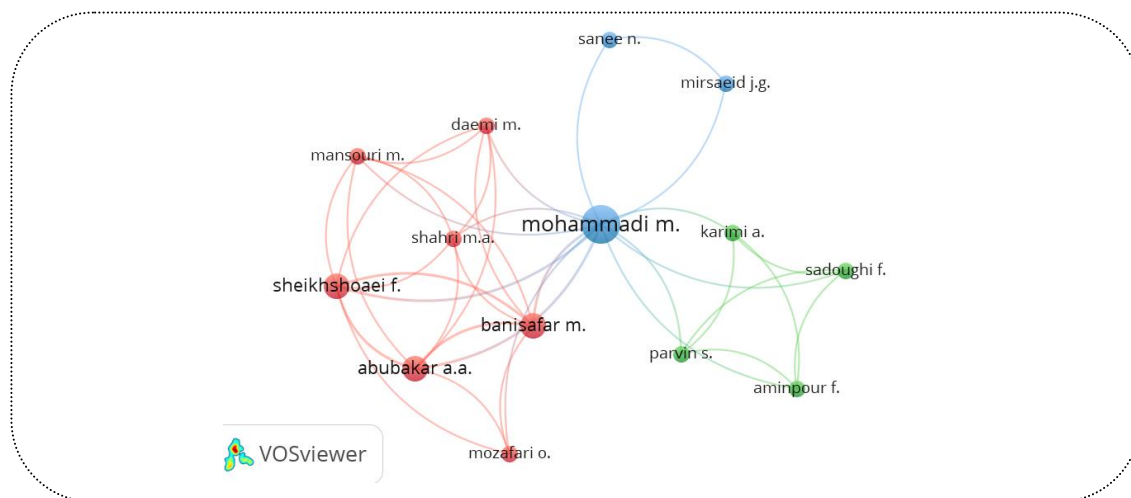 sanee n.
mirsaeid j.g.
daemi m.
mansouri m.
mohammadi m.
karimi a.
shahri m.a.
sadoughi f.
sheikhshoaei f.
banisafar m.
parvin s.
abubakar a.a.
aminpour f.
mozafari o.
VOSviewer